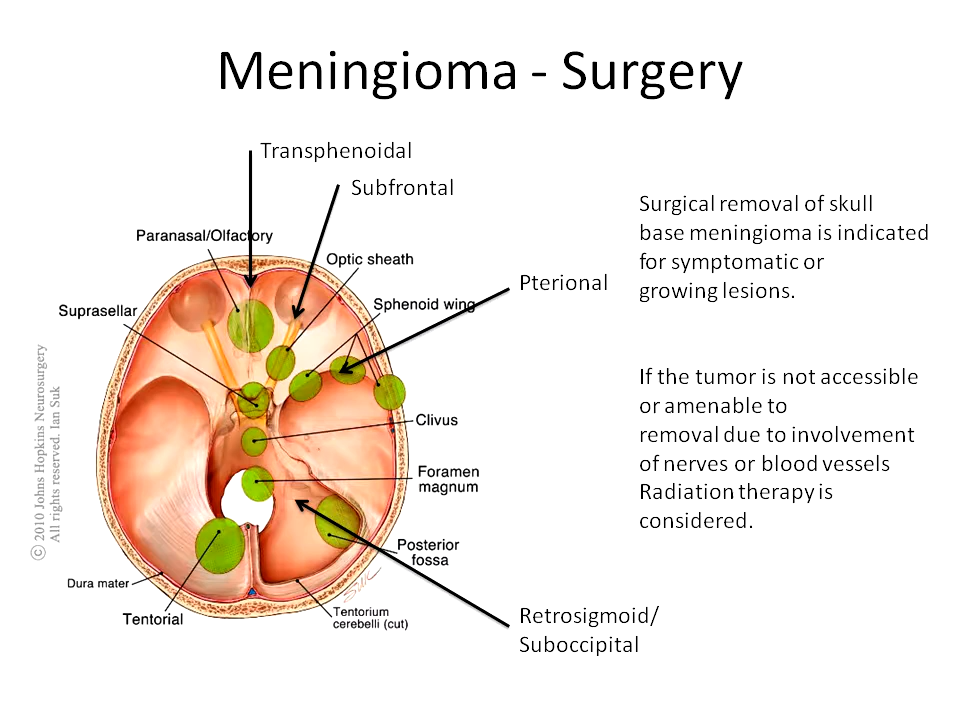 Meningioma - Surgery
Transphenoidal
Subfrontal
Paranasal/Olfactory
Optic sheath
Suprasellar
Sphenoid wing
Pterional
Clivus
Foramen
magnum
Posterior
fossa
Dura mater
Tentorial
Tentorium
cerebelli (cut)
Retrosigmoid/
Suboccipital
Surgical removal of skull
base meningioma is indicated
for symptomatic or
growing lesions.
If the tumor is not accessible
or amenable to
removal due to involvement
of nerves or blood vessels
Radiation therapy is
considered.
© 2010 Johns Hopkins Neurosurgery
All rights reserved. Ian Suk